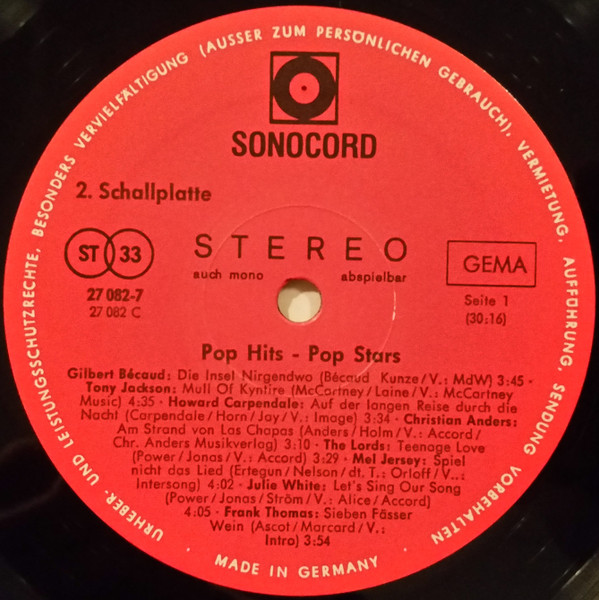 URHEBER- UND LEISTUNGSSCHUTZRECHTE, BESONDERS VERVIELFÄLTIGUNG (AUSSER ZUM PERSÖNLICHEN GEBRAUCH), VERMIETUNG, AUFFÜHRUNG, SENDUNG VORBEHALTEN
SONOCORD
2. Schallplatte
ST 33
STEREO
auch mono abspielbar
GEMA
27 082-7
27 082 C
Seite 1
(30:16)
Pop Hits - Pop Stars
Gilbert Bécaud: Die Insel Nirgendwo (Bécaud Kunze/V.: MdW) 3:45 -
Tony Jackson: Mull Of Kyntire (McCartney/Laine/V.: McCartney
Music) 4:35 - Howard Carpendale: Auf der langen Reise durch die
Nacht (Carpendale/Horn/Jay/V.: Image) 3:34 - Christian Anders:
Am Strand von Las Chapas (Anders/Holm/V.: Accord/
Chr. Anders Musikverlag) 3:10 - The Lords: Teenage Love
(Power/Jonas/V.: Accord) 3:29 - Mel Jersey: Spiel
nicht das Lied (Ertegun/Nelson/dt. T.: Orloff/V..:
Intersong) 4:02 - Julie White: Let's Sing Our Song
(Power/Jonas/Ström/V.: Alice/Accord)
4:05 - Frank Thomas: Sieben Fässer
Wein (Ascot/Marcard/V.:
Intro) 3:54
· MADE IN GERMANY ·